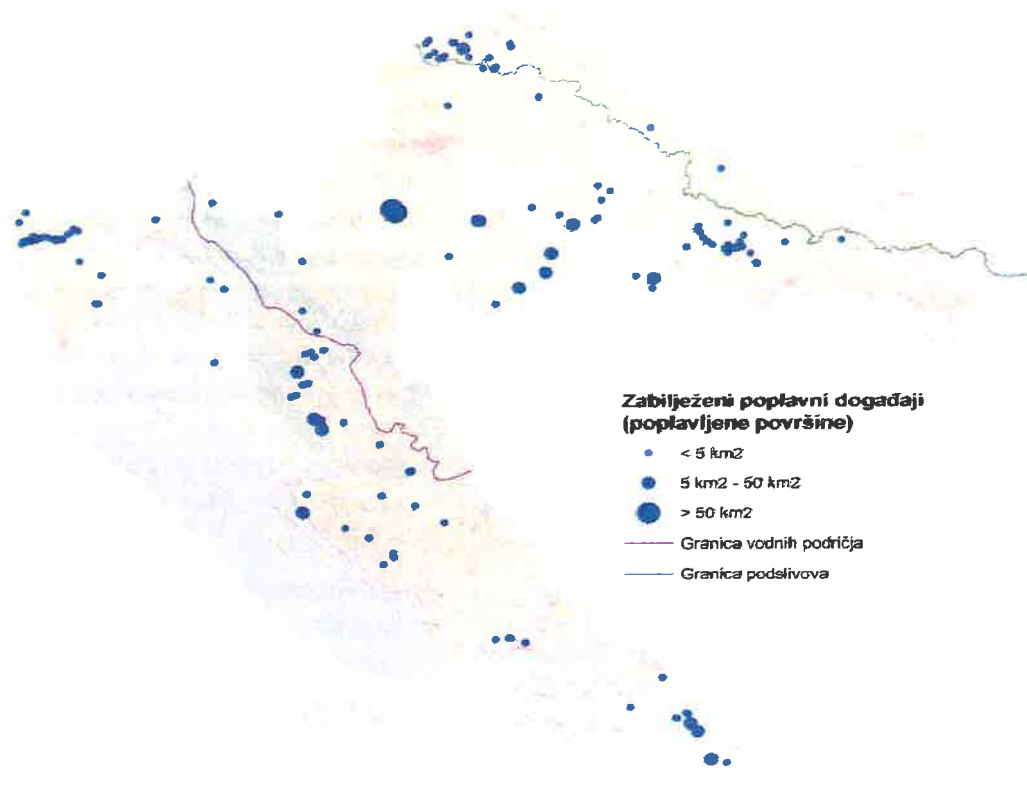 Zabilježeni poplavni događaji
(poplavljene površine)
< 5 km2
5 km2 - 50 km2
> 50 km2
Granica vodnih područja
Granica podslivova